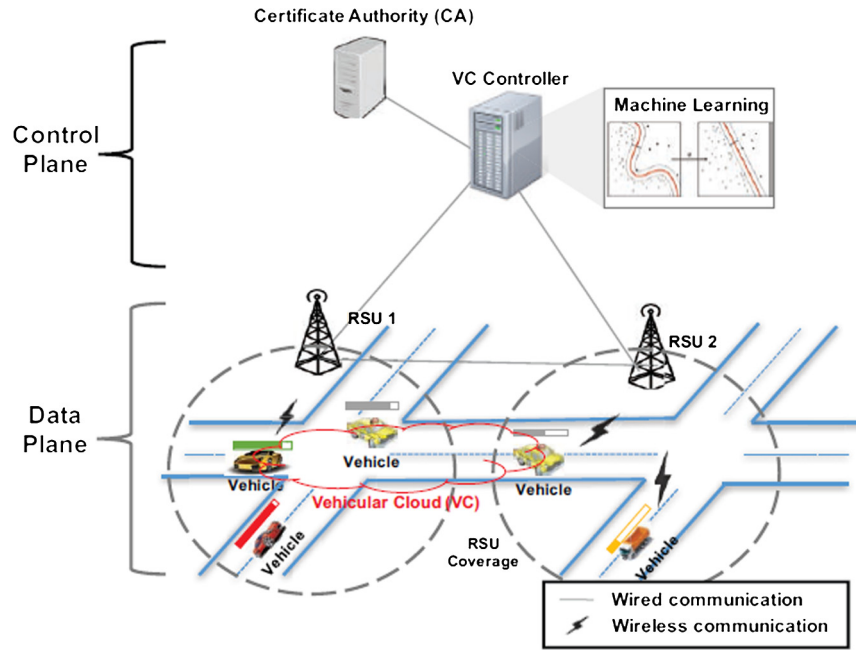 Certificate Authority (CA)
VC Controller
Machine Learning
Control
Plane
RSU 1
RSU 2
Data
Plane
Vehicle
Vehicle
Vehicle
Vehicular Cloud (VC)
Vehicle
Vehicle
RSU
Coverage
Wired communication
Wireless communication